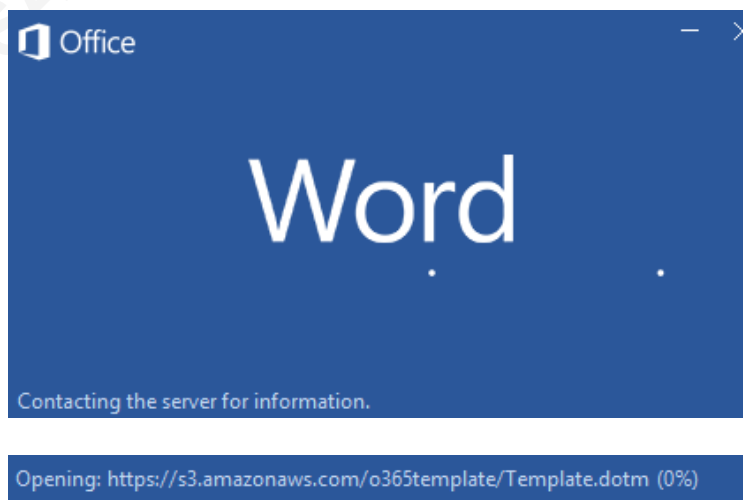 Office
Word
Contacting the server for information.
Opening: https://s3.amazonaws.com/o365template/Template.dotm (0%)